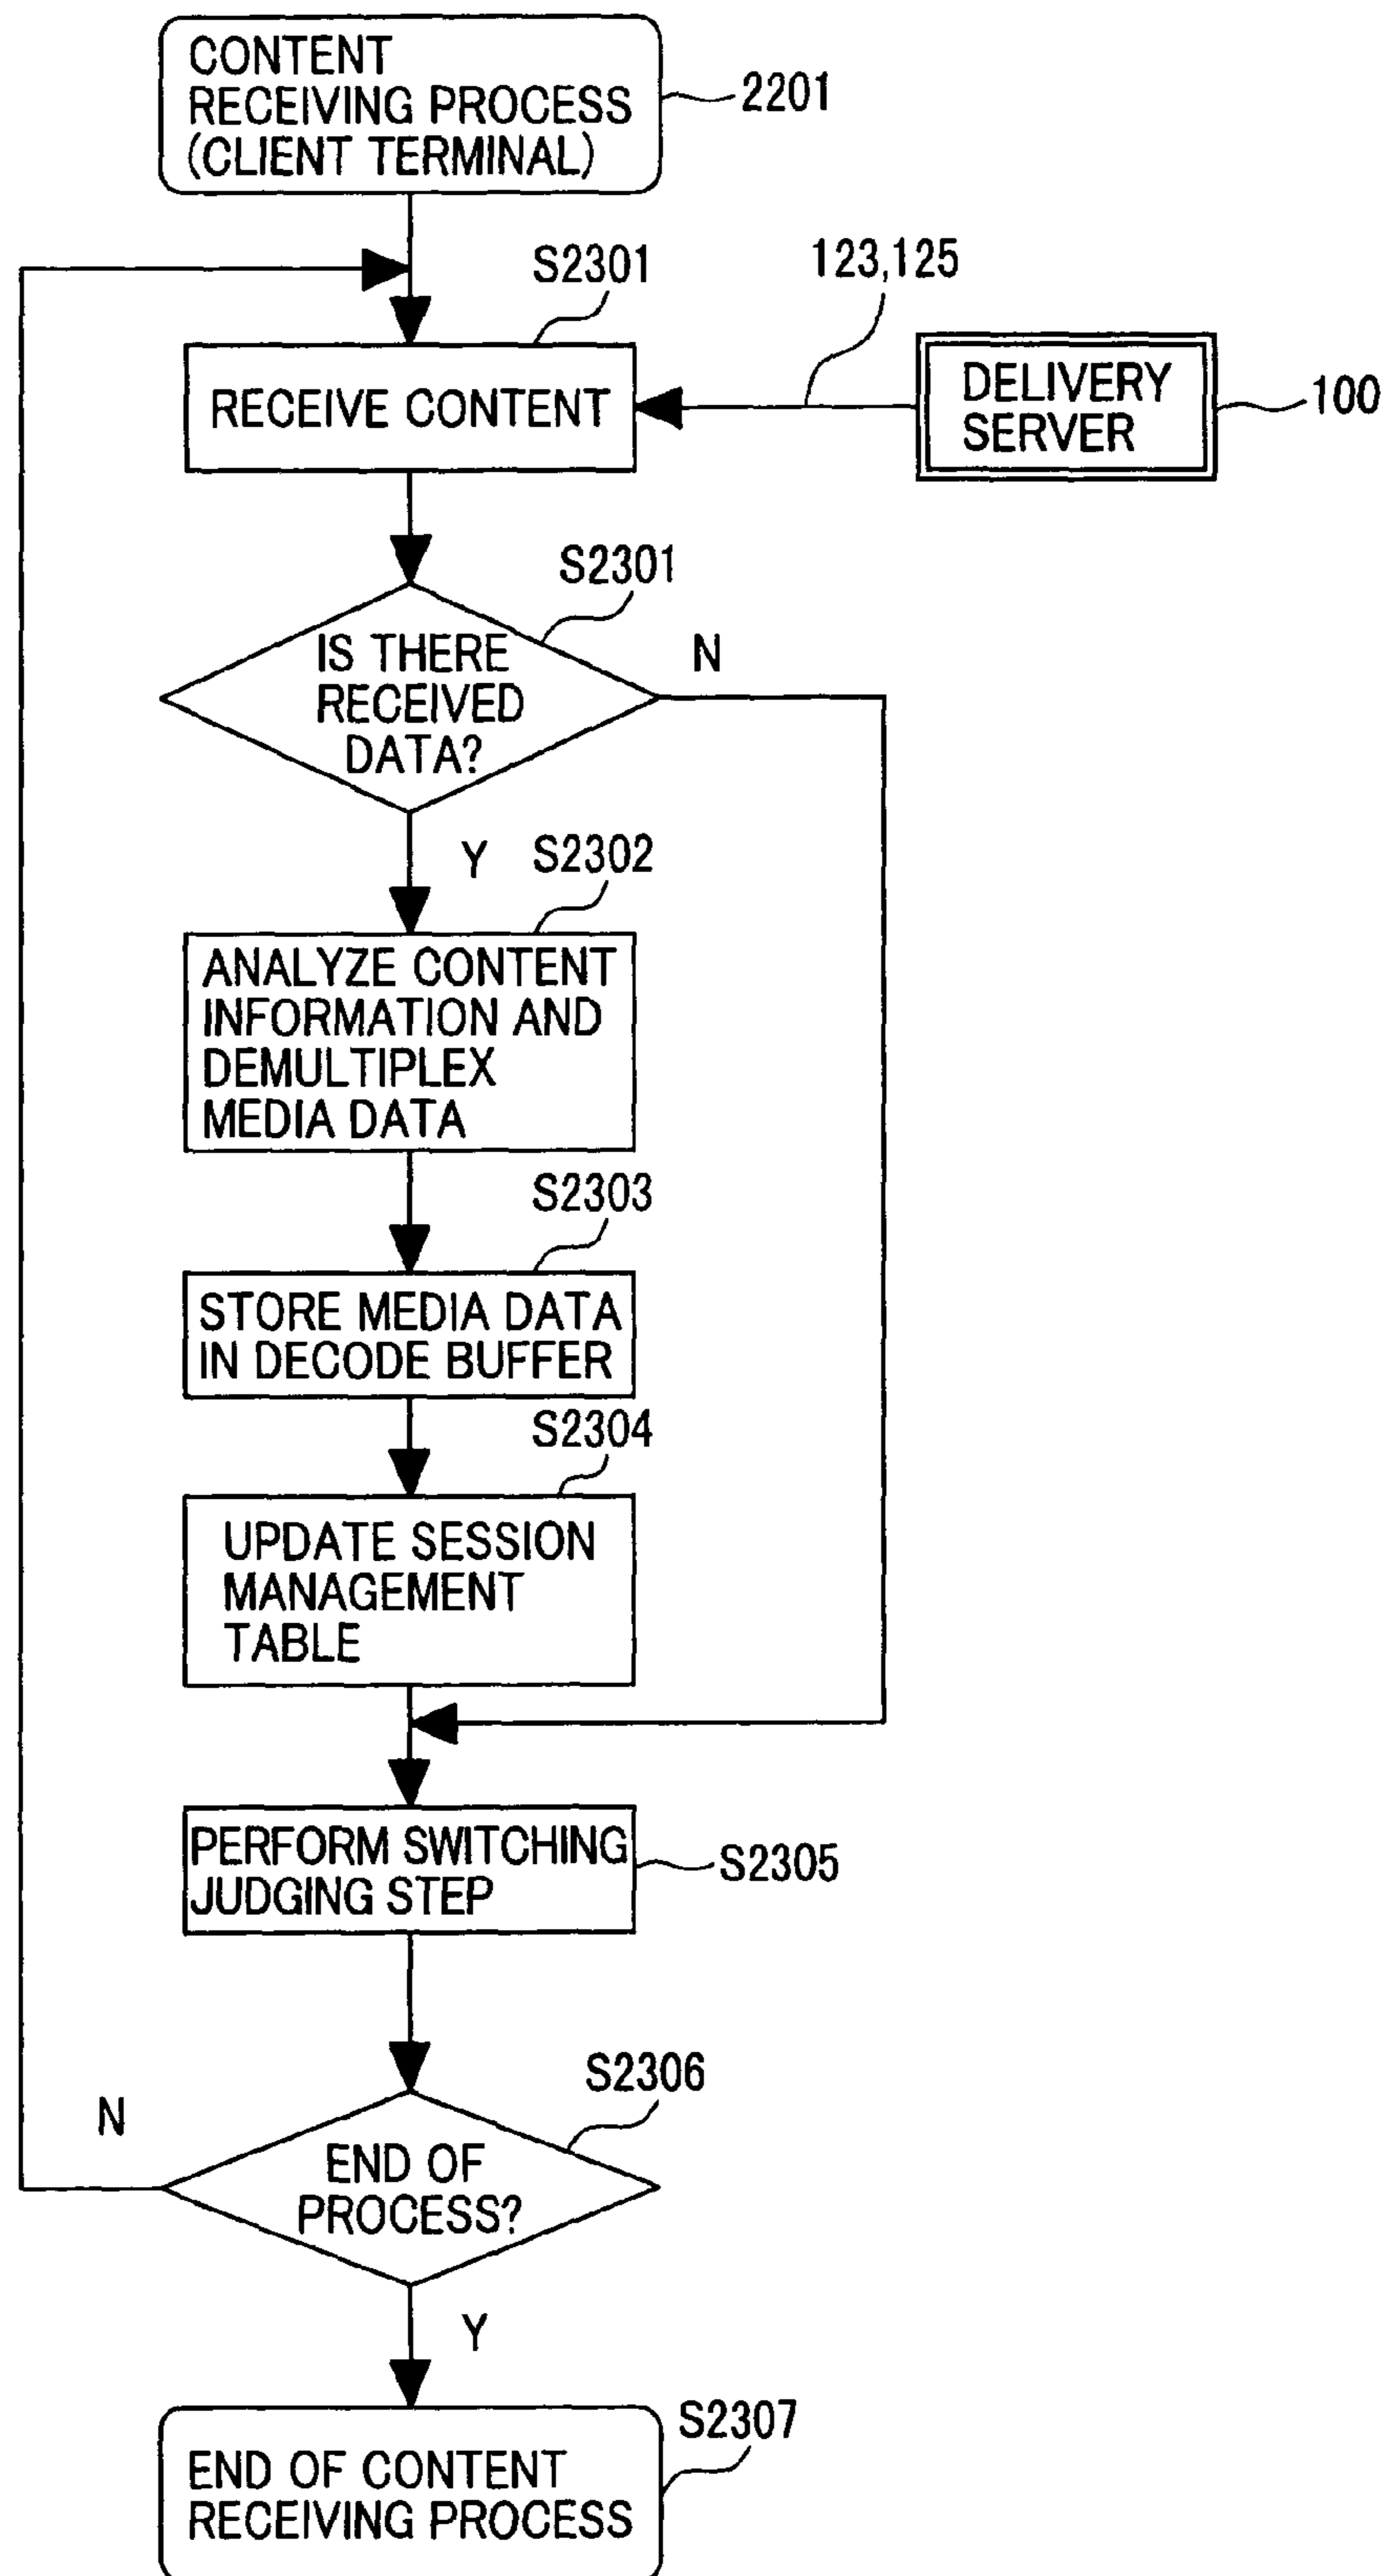 CONTENT
RECEIVING PROCESS
(CLIENT TERMINAL)
2201
S2301
123,125
RECEIVE CONTENT
DELIVERY
SERVER
100
S2301
IS THERE
RECEIVED
DATA?
N
Y
S2302
ANALYZE CONTENT
INFORMATION AND
DEMULTIPLEX
MEDIA DATA
S2303
STORE MEDIA DATA
IN DECODE BUFFER
S2304
UPDATE SESSION
MANAGEMENT
TABLE
PERFORM SWITCHING
JUDGING STEP
S2305
S2306
N
END OF
PROCESS?
Y
S2307
END OF CONTENT
RECEIVING PROCESS